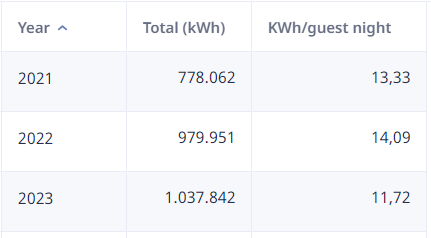 Year Total (kWh) KWh/guest night
2021 778.062 13,33
2022 979.951 14,09
2023 1.037.842 11,72